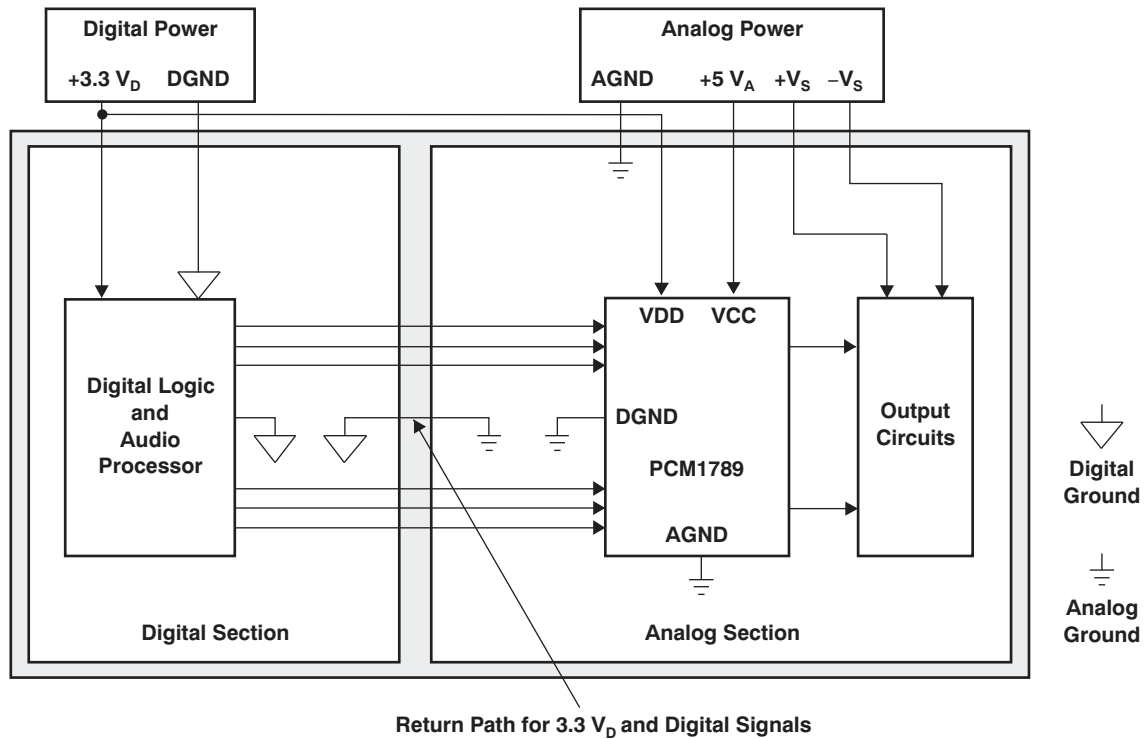 Digital Power
+3.3 V_D DGND
Analog Power
AGND +5 V_A +V_S −V_S
VDD VCC
Digital Logic
and
Audio
Processor
DGND
PCM1789
AGND
Output
Circuits
Digital
Ground
Analog
Ground
Digital Section
Analog Section
Return Path for 3.3 V_D and Digital Signals